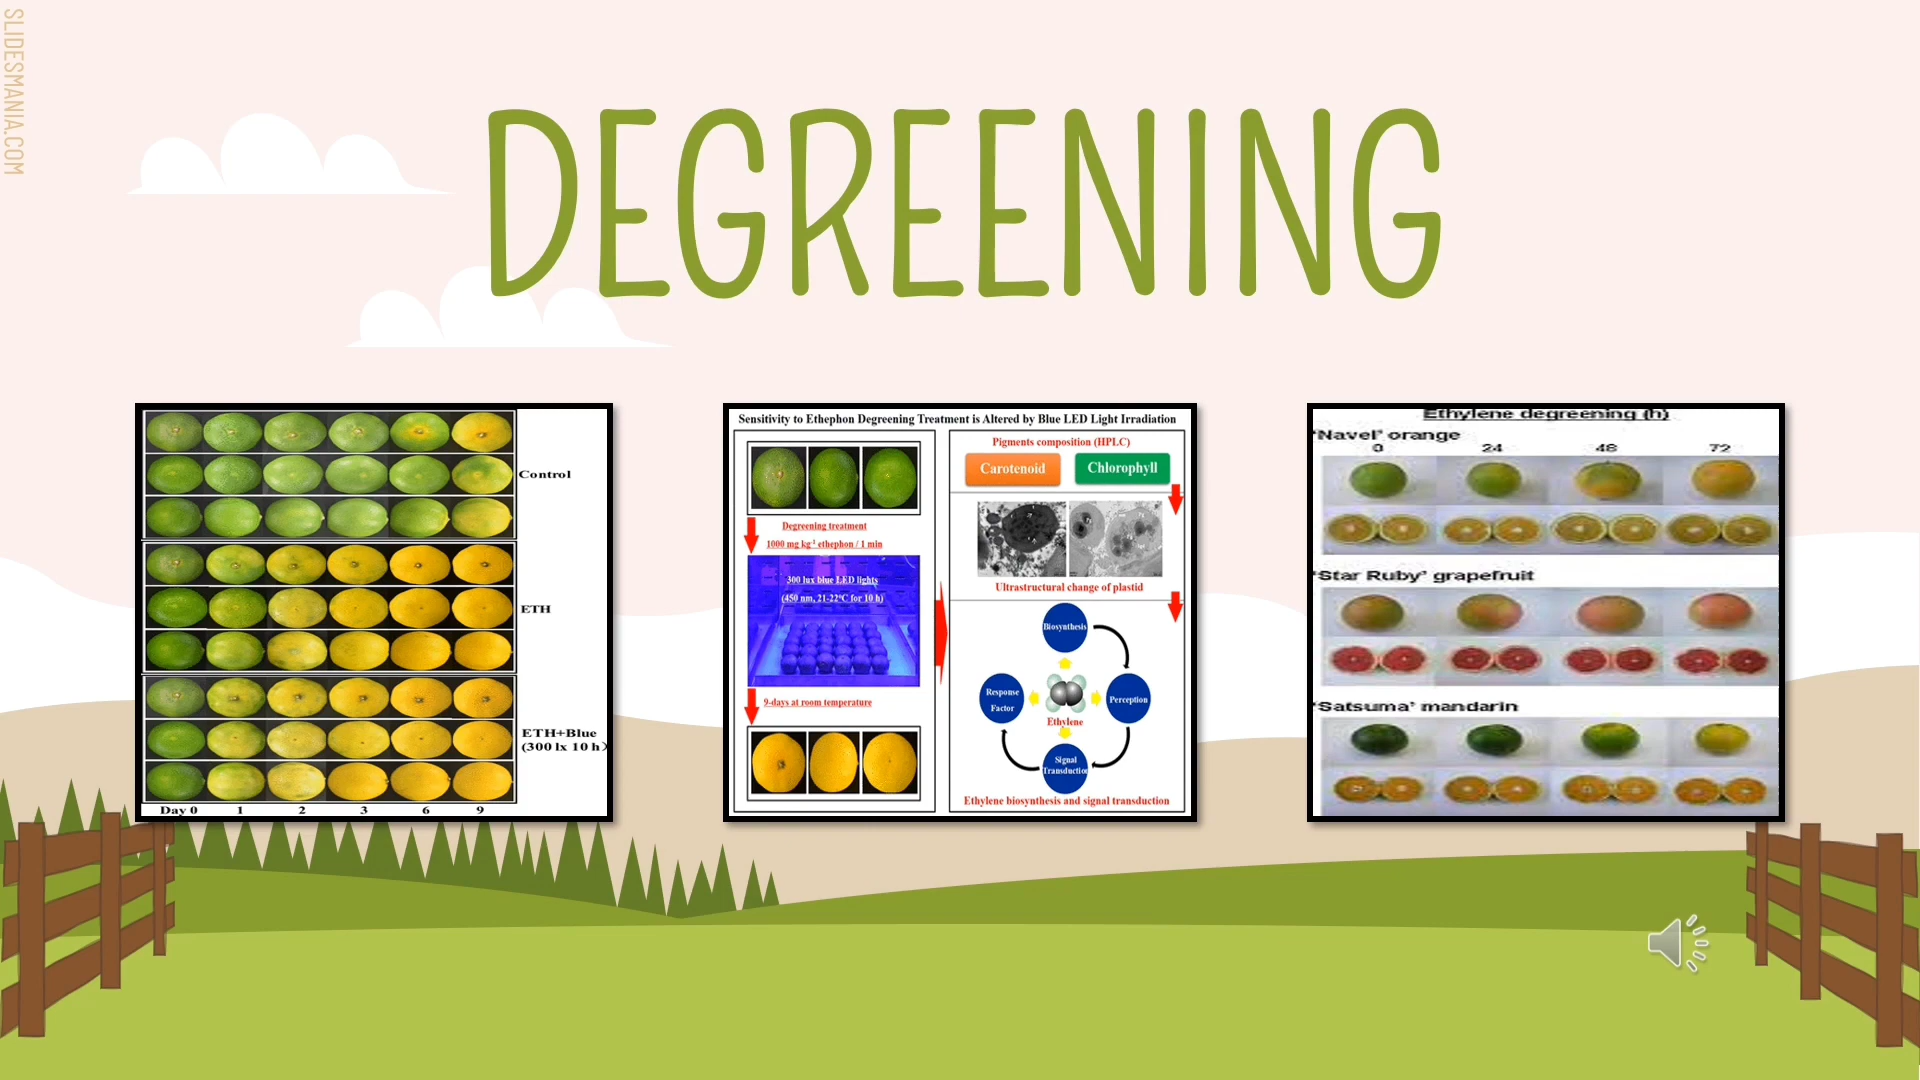 SLIDESMANIA.COM
DEGREENING
Control
ETH
ETH+Blue
(300 lx 10 h)
Day 0 1 2 3 6 9
Sensitivity to Ethephon Degreening Treatment is Altered by Blue LED Light Irradiation
Degreening treatment
1000 mg kg⁻¹ ethephon / 1 min
300 lux blue LED lights
(450 nm, 21-22°C for 10 h)
9-days at room temperature
Pigments composition (HPLC)
Carotenoid Chlorophyll
Ultrastructural change of plastid
Biosynthesis
Response
Factor
Perception
Ethylene
Signal
Transduction
Ethylene biosynthesis and signal transduction
Ethylene degreening (h)
'Navel' orange
0 24 48 72
'Star Ruby' grapefruit
'Satsuma' mandarin